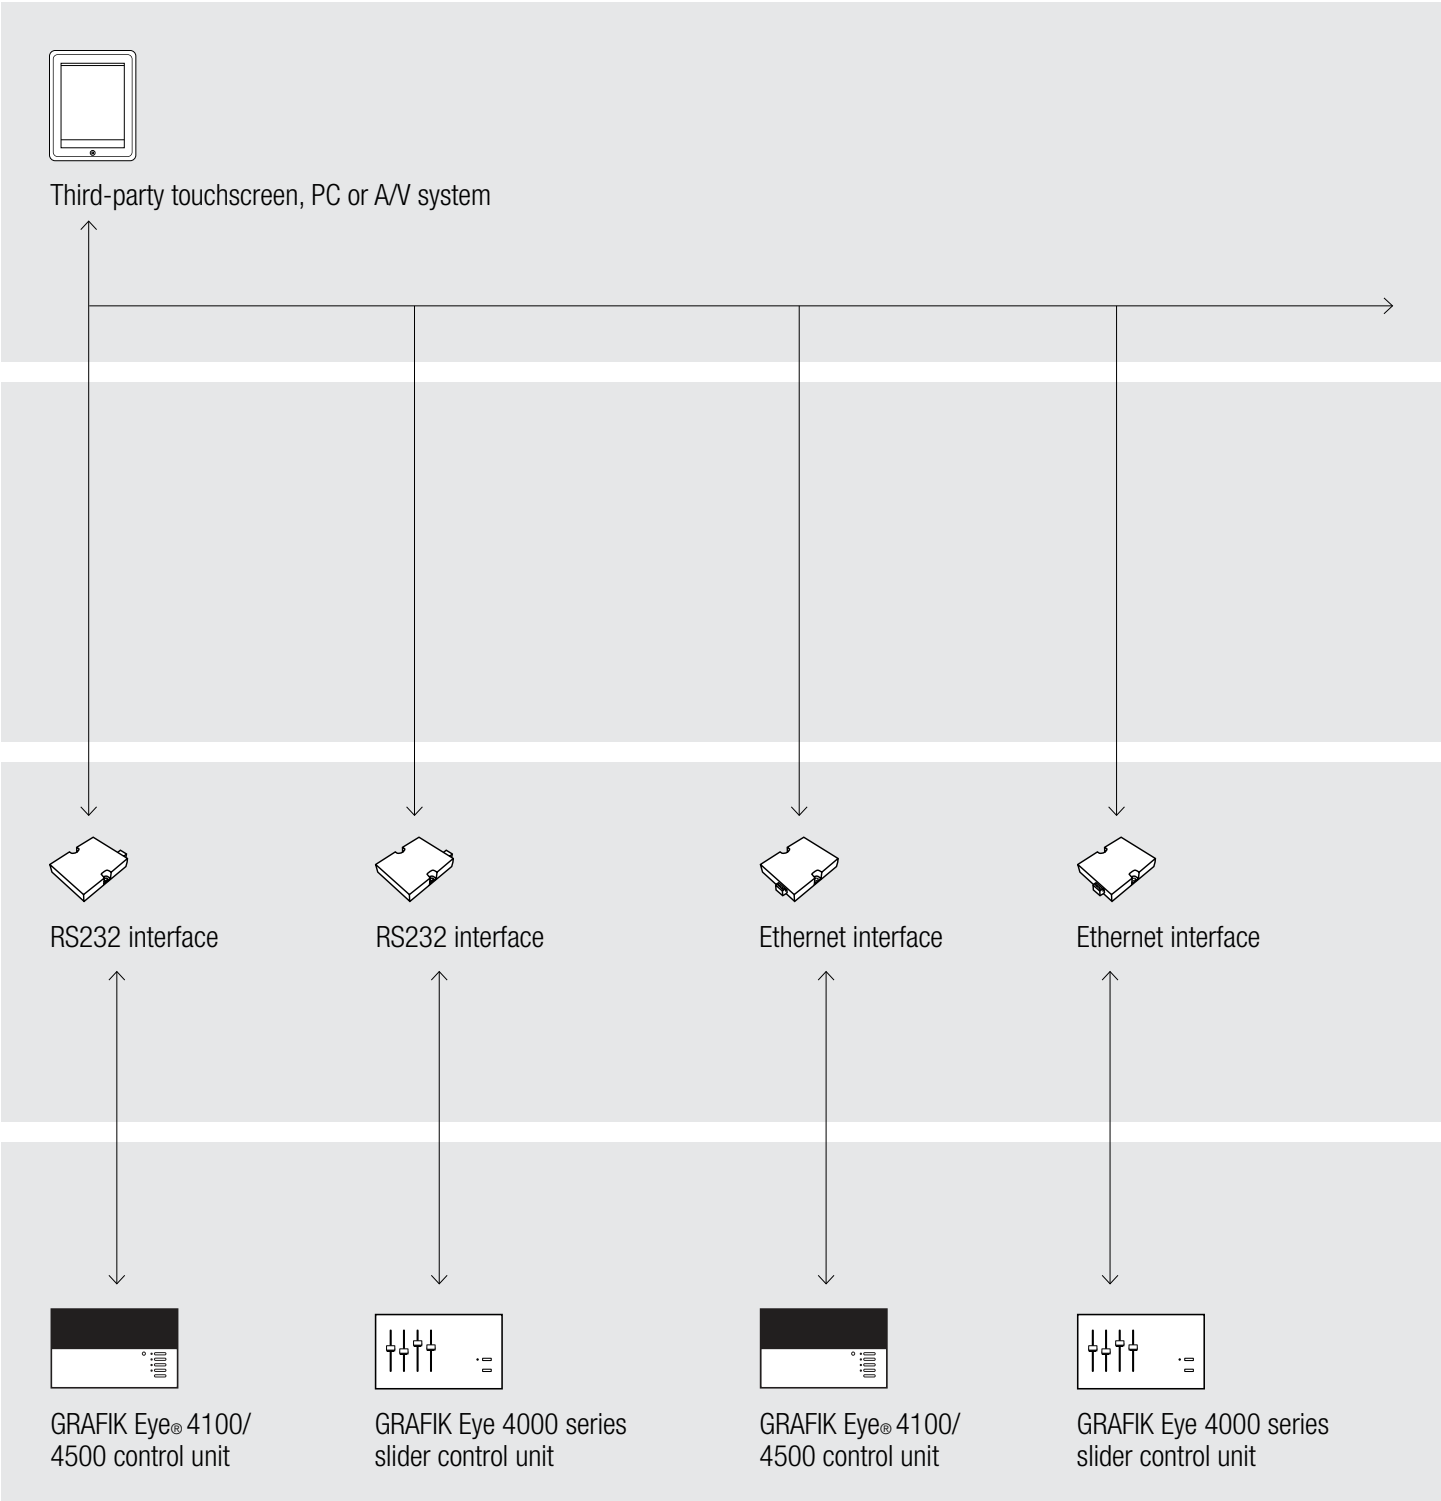 Third-party touchscreen, PC or A/V system
RS232 interface
RS232 interface
Ethernet interface
Ethernet interface
GRAFIK Eye® 4100/
4500 control unit
GRAFIK Eye 4000 series
slider control unit
GRAFIK Eye® 4100/
4500 control unit
GRAFIK Eye 4000 series
slider control unit